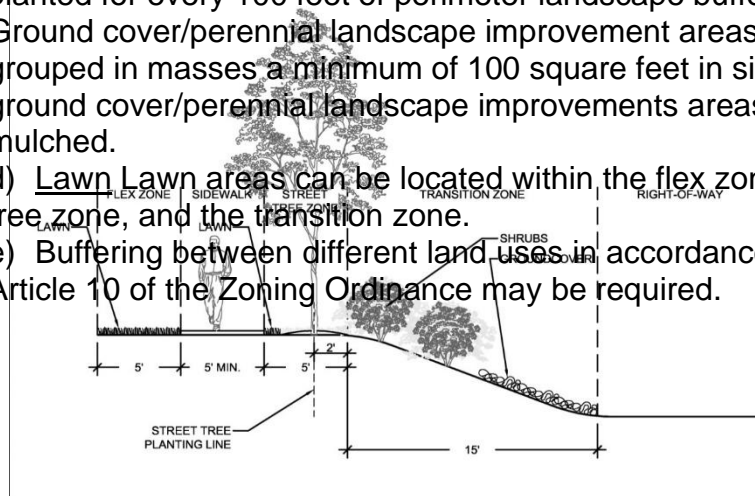 planted for every 100 feet of perimeter landscape buffe
Ground cover/perennial landscape improvement areas
grouped in masses a minimum of 100 square feet in si
ground cover/perennial landscape improvements areas
mulched.
d) Lawn Lawn areas can be located within the flex zon
tree zone, and the transition zone.
e) Buffering between different land uses in accordance
Article 10 of the Zoning Ordinance may be required.
FLEX ZONE
SIDEWALK
STREET
TREE ZONE
TRANSITION ZONE
RIGHT-OF-WAY
LAWN
LAWN
SHRUBS
GROUNDCOVER
2'
5'
5' MIN.
5'
STREET TREE
PLANTING LINE
15'